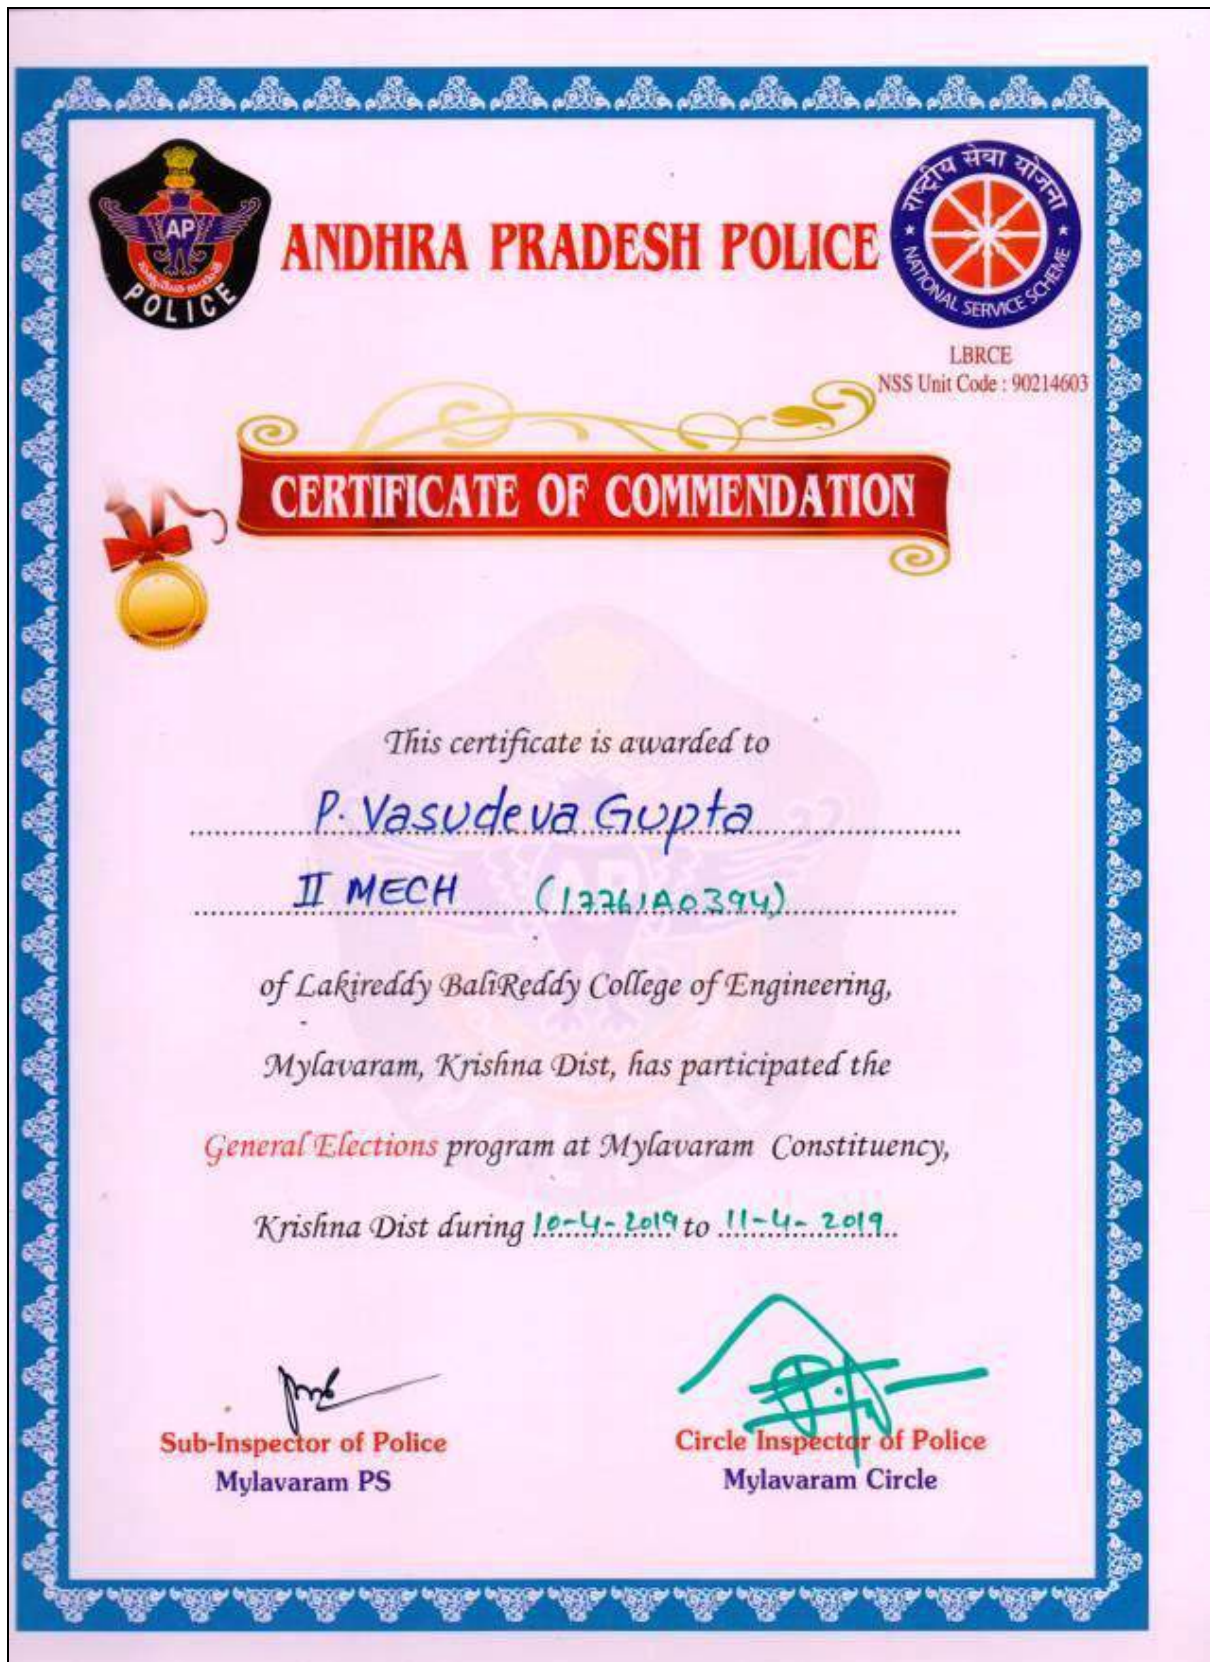 AP
POLICE
ANDHRA PRADESH POLICE
राष्ट्रीय सेवा योजना
NATIONAL SERVICE SCHEME
LBRCE
NSS Unit Code : 90214603
CERTIFICATE OF COMMENDATION
This certificate is awarded to
P. Vasudeva Gupta
II MECH (17761A0394)
of Lakireddy BaliReddy College of Engineering,
Mylavaram, Krishna Dist, has participated the
General Elections program at Mylavaram Constituency,
Krishna Dist during 10-4-2019 to 11-4-2019
Sub-Inspector of Police
Mylavaram PS
Circle Inspector of Police
Mylavaram Circle